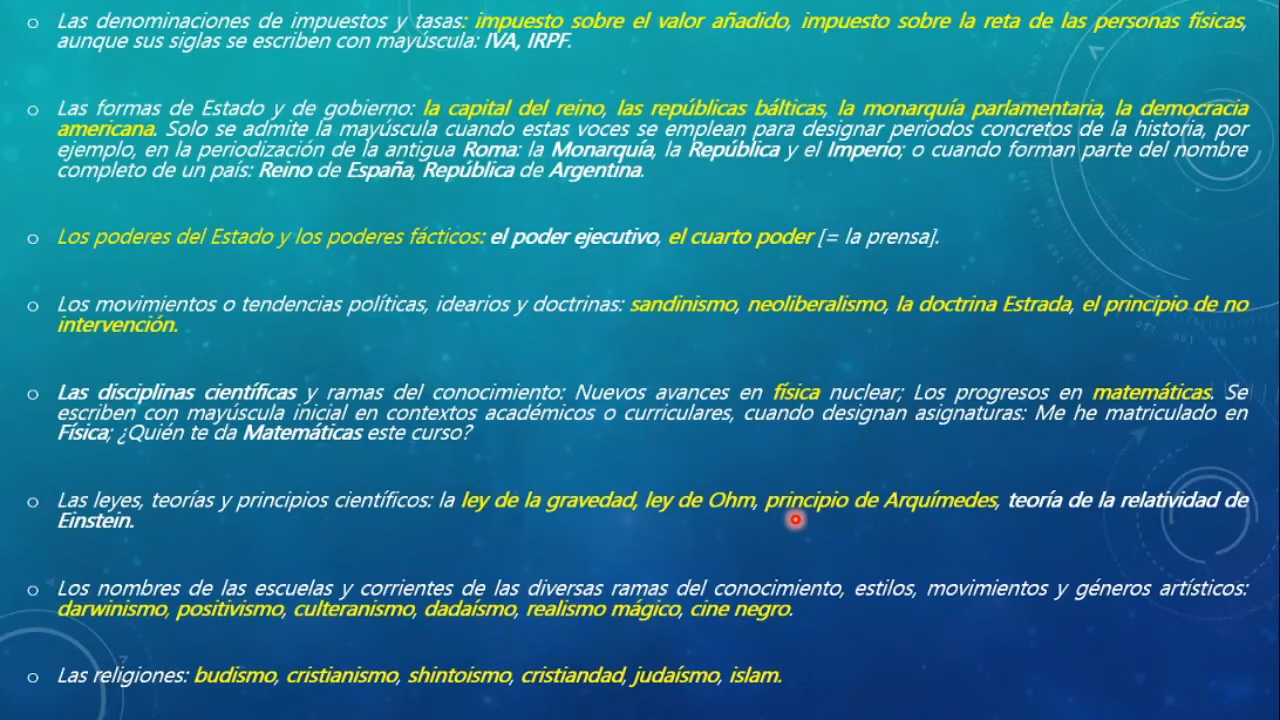 o Las denominaciones de impuestos y tasas: impuesto sobre el valor añadido, impuesto sobre la reta de las personas físicas,
aunque sus siglas se escriben con mayúscula: IVA, IRPF.
o Las formas de Estado y de gobierno: la capital del reino, las repúblicas bálticas, la monarquía parlamentaria, la democracia
americana. Solo se admite la mayúscula cuando estas voces se emplean para designar periodos concretos de la historia, por
ejemplo, en la periodización de la antigua Roma: la Monarquía, la República y el Imperio; o cuando forman parte del nombre
completo de un país: Reino de España, República de Argentina.
o Los poderes del Estado y los poderes fácticos: el poder ejecutivo, el cuarto poder [= la prensa].
o Los movimientos o tendencias políticas, idearios y doctrinas: sandinismo, neoliberalismo, la doctrina Estrada, el principio de no
intervención.
o Las disciplinas científicas y ramas del conocimiento: Nuevos avances en física nuclear; Los progresos en matemáticas. Se
escriben con mayúscula inicial en contextos académicos o curriculares, cuando designan asignaturas: Me he matriculado en
Física; ¿Quién te da Matemáticas este curso?
o Las leyes, teorías y principios científicos: la ley de la gravedad, ley de Ohm, principio de Arquímedes, teoría de la relatividad de
Einstein.
o Los nombres de las escuelas y corrientes de las diversas ramas del conocimiento, estilos, movimientos y géneros artísticos:
darwinismo, positivismo, culteranismo, dadaísmo, realismo mágico, cine negro.
o Las religiones: budismo, cristianismo, shintoismo, cristiandad, judaísmo, islam.